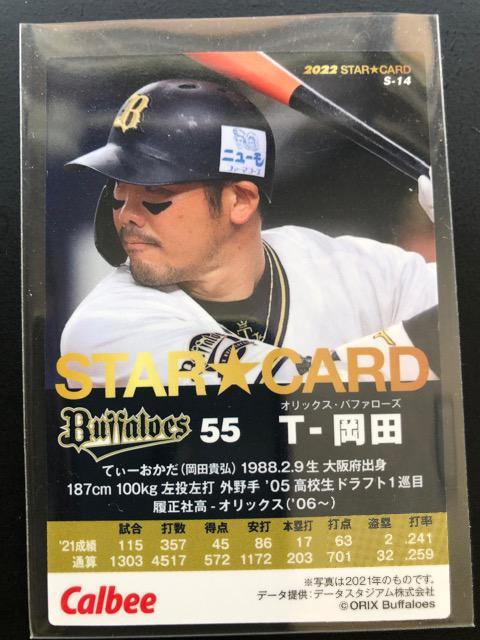 2022 STAR★CARD
S-14
B
ニューモ
STAR★CARD
オリックス・バファローズ
Buffaloes 55 T-岡田
てぃーおかだ(岡田貴弘) 1988.2.9生 大阪府出身
187cm 100kg 左投左打 外野手 '05高校生ドラフト1巡目
履正社高-オリックス('06~)
試合 打数 得点 安打 本塁打 打点 盗塁 打率
'21成績 115 357 45 86 17 63 2 .241
通算 1303 4517 572 1172 203 701 32 .259
※写真は2021年のものです。
Calbee
データ提供:データスタジアム株式会社
©ORIX Buffaloes